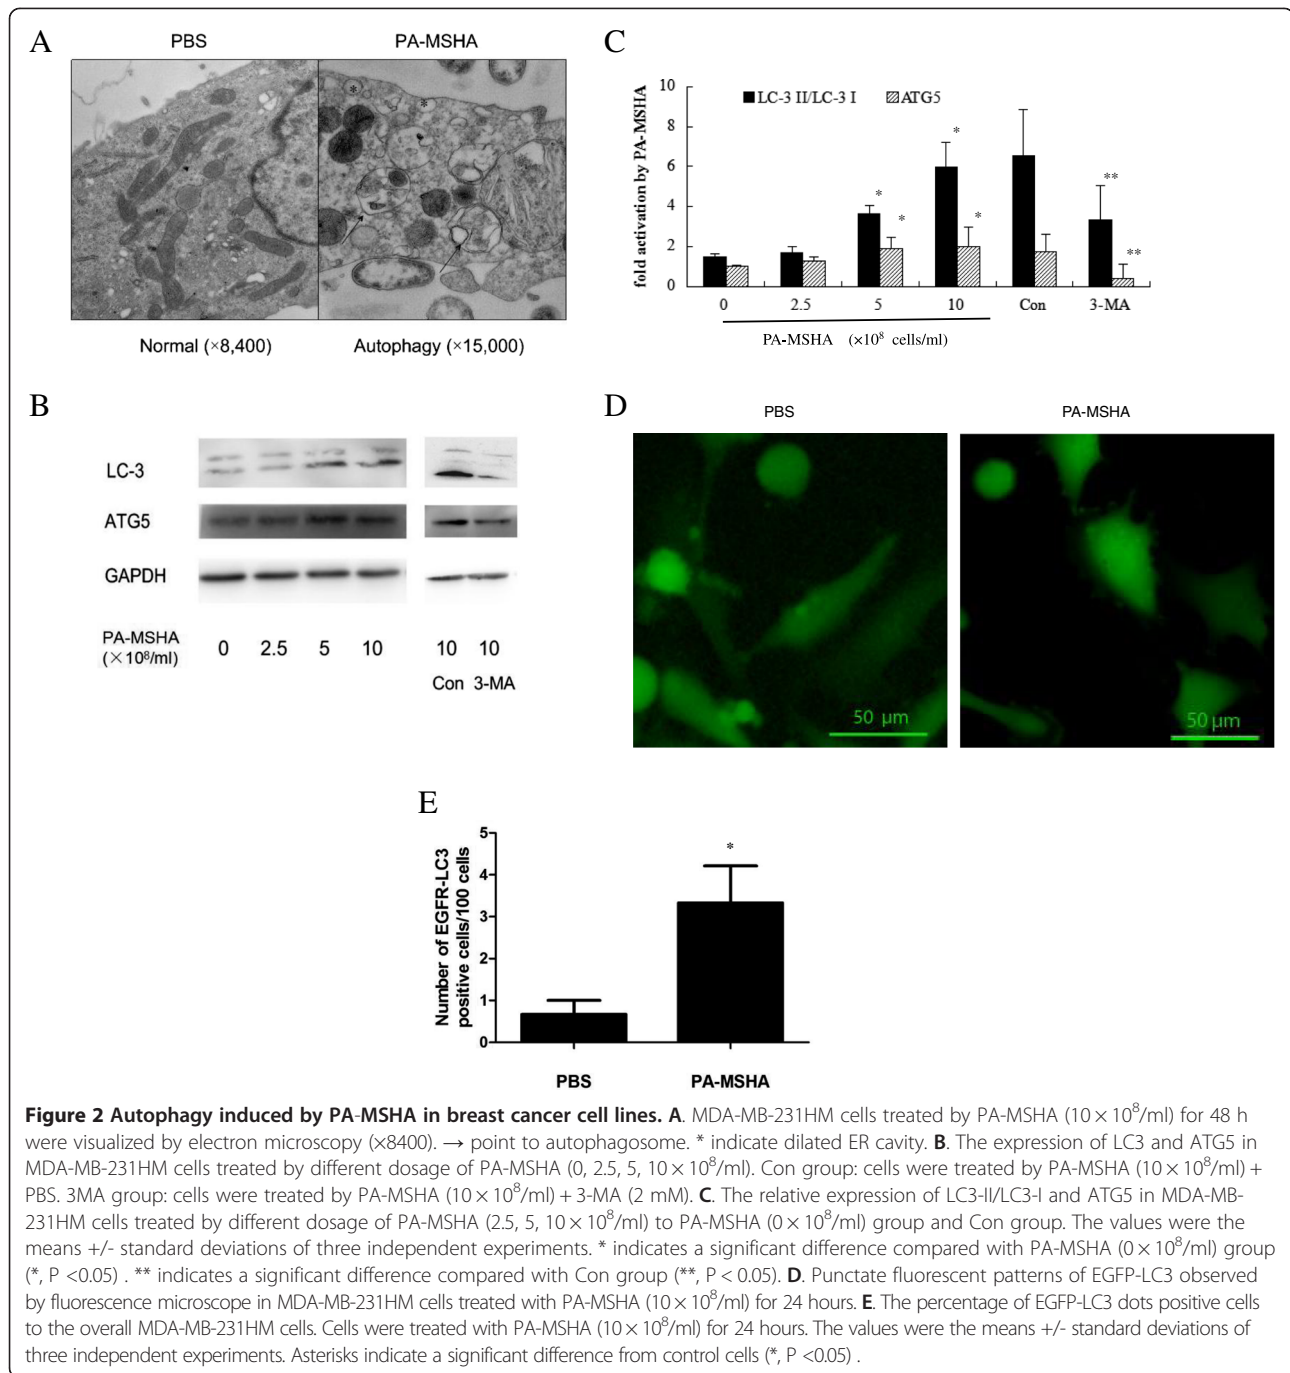 A
PBS
PA-MSHA
*
*
Normal (×8,400)
Autophagy (×15,000)
C
10
8
6
4
2
0
fold activation by PA-MSHA
LC-3 II/LC-3 I
ATG5
*
*
*
*
**
**
0
2.5
5
10
Con
3-MA
PA-MSHA (×10⁸ cells/ml)
B
LC-3
ATG5
GAPDH
PA-MSHA
(×10⁸/ml)
0 2.5 5 10 10 10
Con 3-MA
D
PBS
PA-MSHA
50 µm
50 µm
E
Number of EGFR-LC3
positive cells/100 cells
5
4
3
2
1
0
*
PBS
PA-MSHA
Figure 2 Autophagy induced by PA-MSHA in breast cancer cell lines. A. MDA-MB-231HM cells treated by PA-MSHA (10 × 10⁸/ml) for 48 h
were visualized by electron microscopy (×8400). → point to autophagosome. * indicate dilated ER cavity. B. The expression of LC3 and ATG5 in
MDA-MB-231HM cells treated by different dosage of PA-MSHA (0, 2.5, 5, 10 × 10⁸/ml). Con group: cells were treated by PA-MSHA (10 × 10⁸/ml) +
PBS. 3MA group: cells were treated by PA-MSHA (10 × 10⁸/ml) + 3-MA (2 mM). C. The relative expression of LC3-II/LC3-I and ATG5 in MDA-MB-
231HM cells treated by different dosage of PA-MSHA (2.5, 5, 10 × 10⁸/ml) to PA-MSHA (0 × 10⁸/ml) group and Con group. The values were the
means +/- standard deviations of three independent experiments. * indicates a significant difference compared with PA-MSHA (0 × 10⁸/ml) group
(*, P <0.05) . ** indicates a significant difference compared with Con group (**, P < 0.05). D. Punctate fluorescent patterns of EGFP-LC3 observed
by fluorescence microscope in MDA-MB-231HM cells treated with PA-MSHA (10 × 10⁸/ml) for 24 hours. E. The percentage of EGFP-LC3 dots positive cells
to the overall MDA-MB-231HM cells. Cells were treated with PA-MSHA (10 × 10⁸/ml) for 24 hours. The values were the means +/- standard deviations of
three independent experiments. Asterisks indicate a significant difference from control cells (*, P <0.05) .